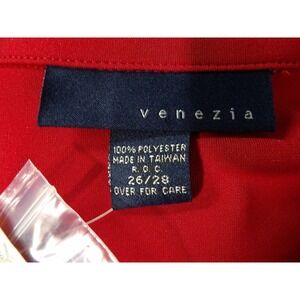 venezia
100% POLYESTER
MADE IN TAIWAN
R. O. C.
26/28
OVER FOR CARE